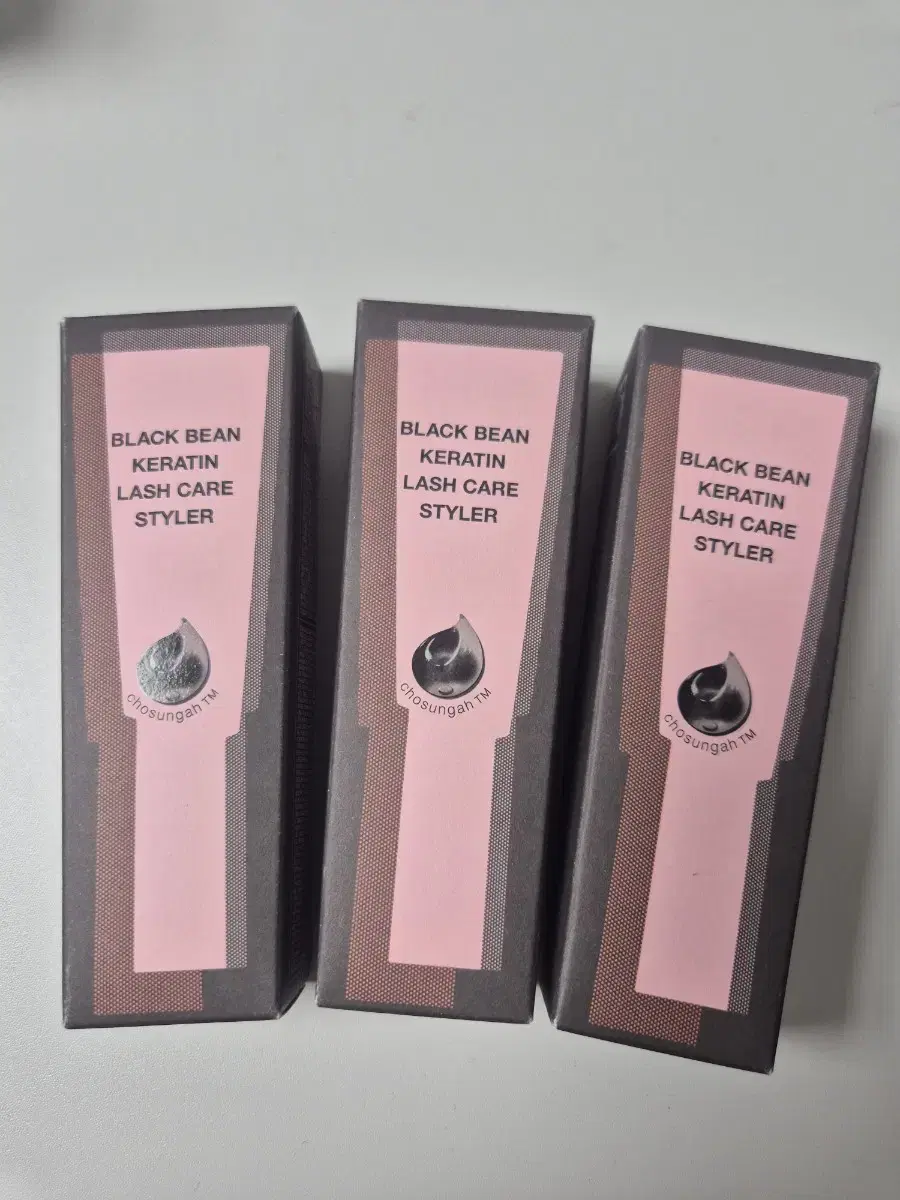 BLACK BEAN
KERATIN
LASH CARE
STYLER
chosungah TM
BLACK BEAN
KERATIN
LASH CARE
STYLER
chosungah TM
BLACK BEAN
KERATIN
LASH CARE
STYLER
chosungah TM